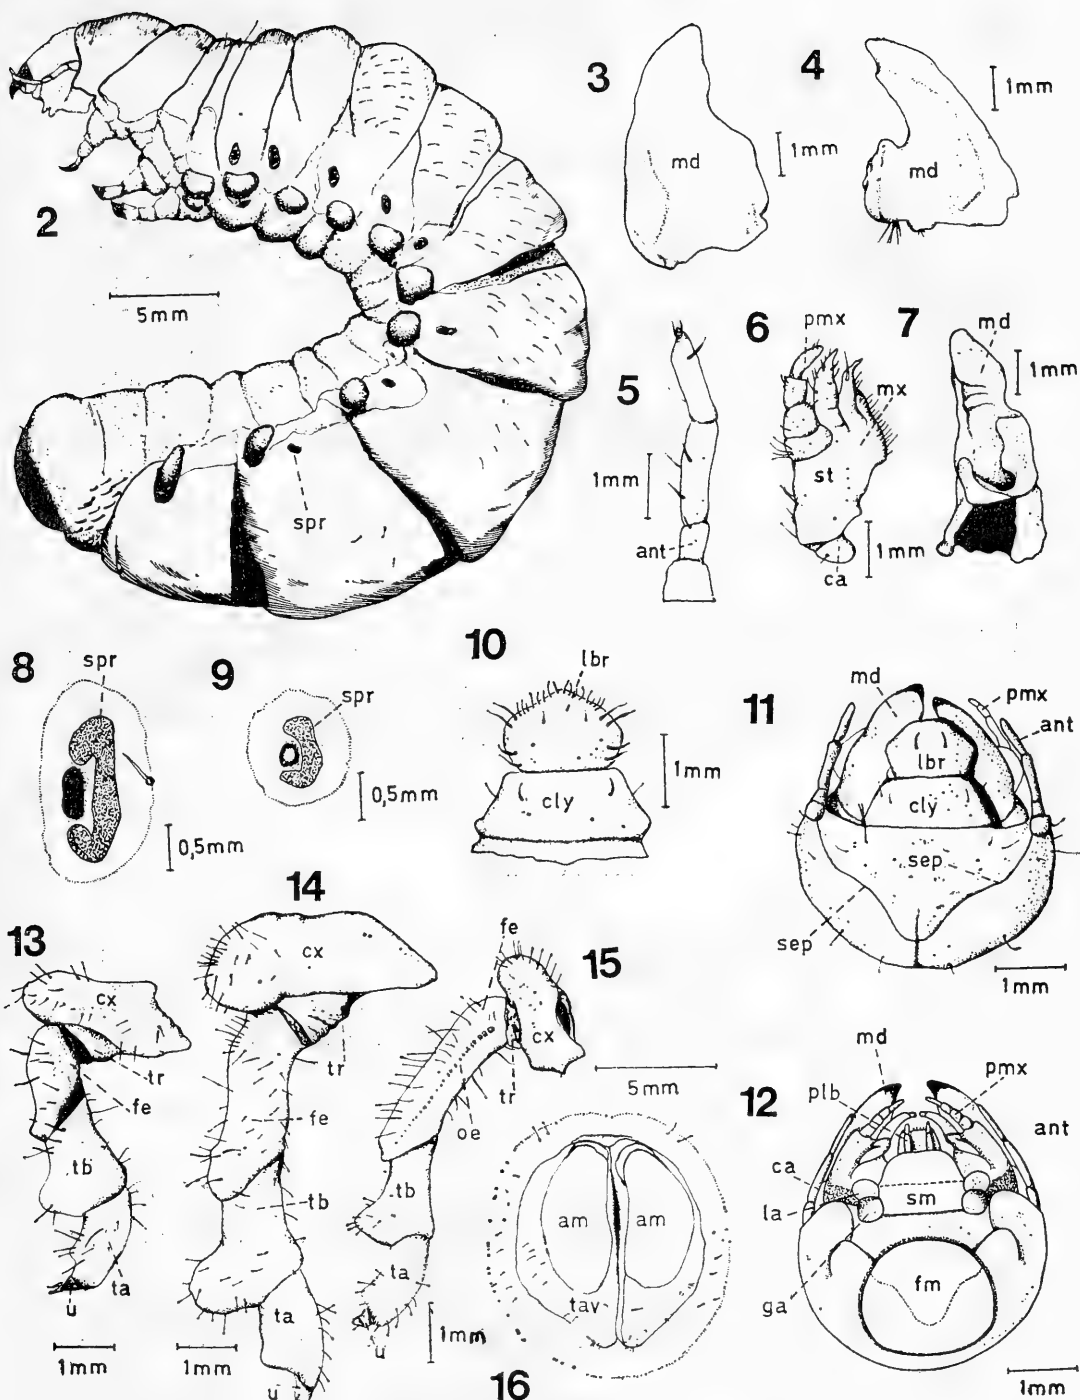 2
5mm
spr
3
md
1mm
4
md
1mm
5
1mm
ant
6
pmx
mx
st
1mm
ca
7
md
1mm
8
spr
0,5mm
9
spr
0,5mm
10
lbr
cly
1mm
11
md
pmx
ant
lbr
cly
sep
sep
1mm
12
md
pmx
plb
ant
ca
sm
la
fm
ga
1mm
13
cx
tr
fe
tb
ta
u
1mm
14
cx
tr
fe
tb
ta
u
1mm
15
fe
cx
tr
oe
tb
ta
u
1mm
16
5mm
am
am
tav